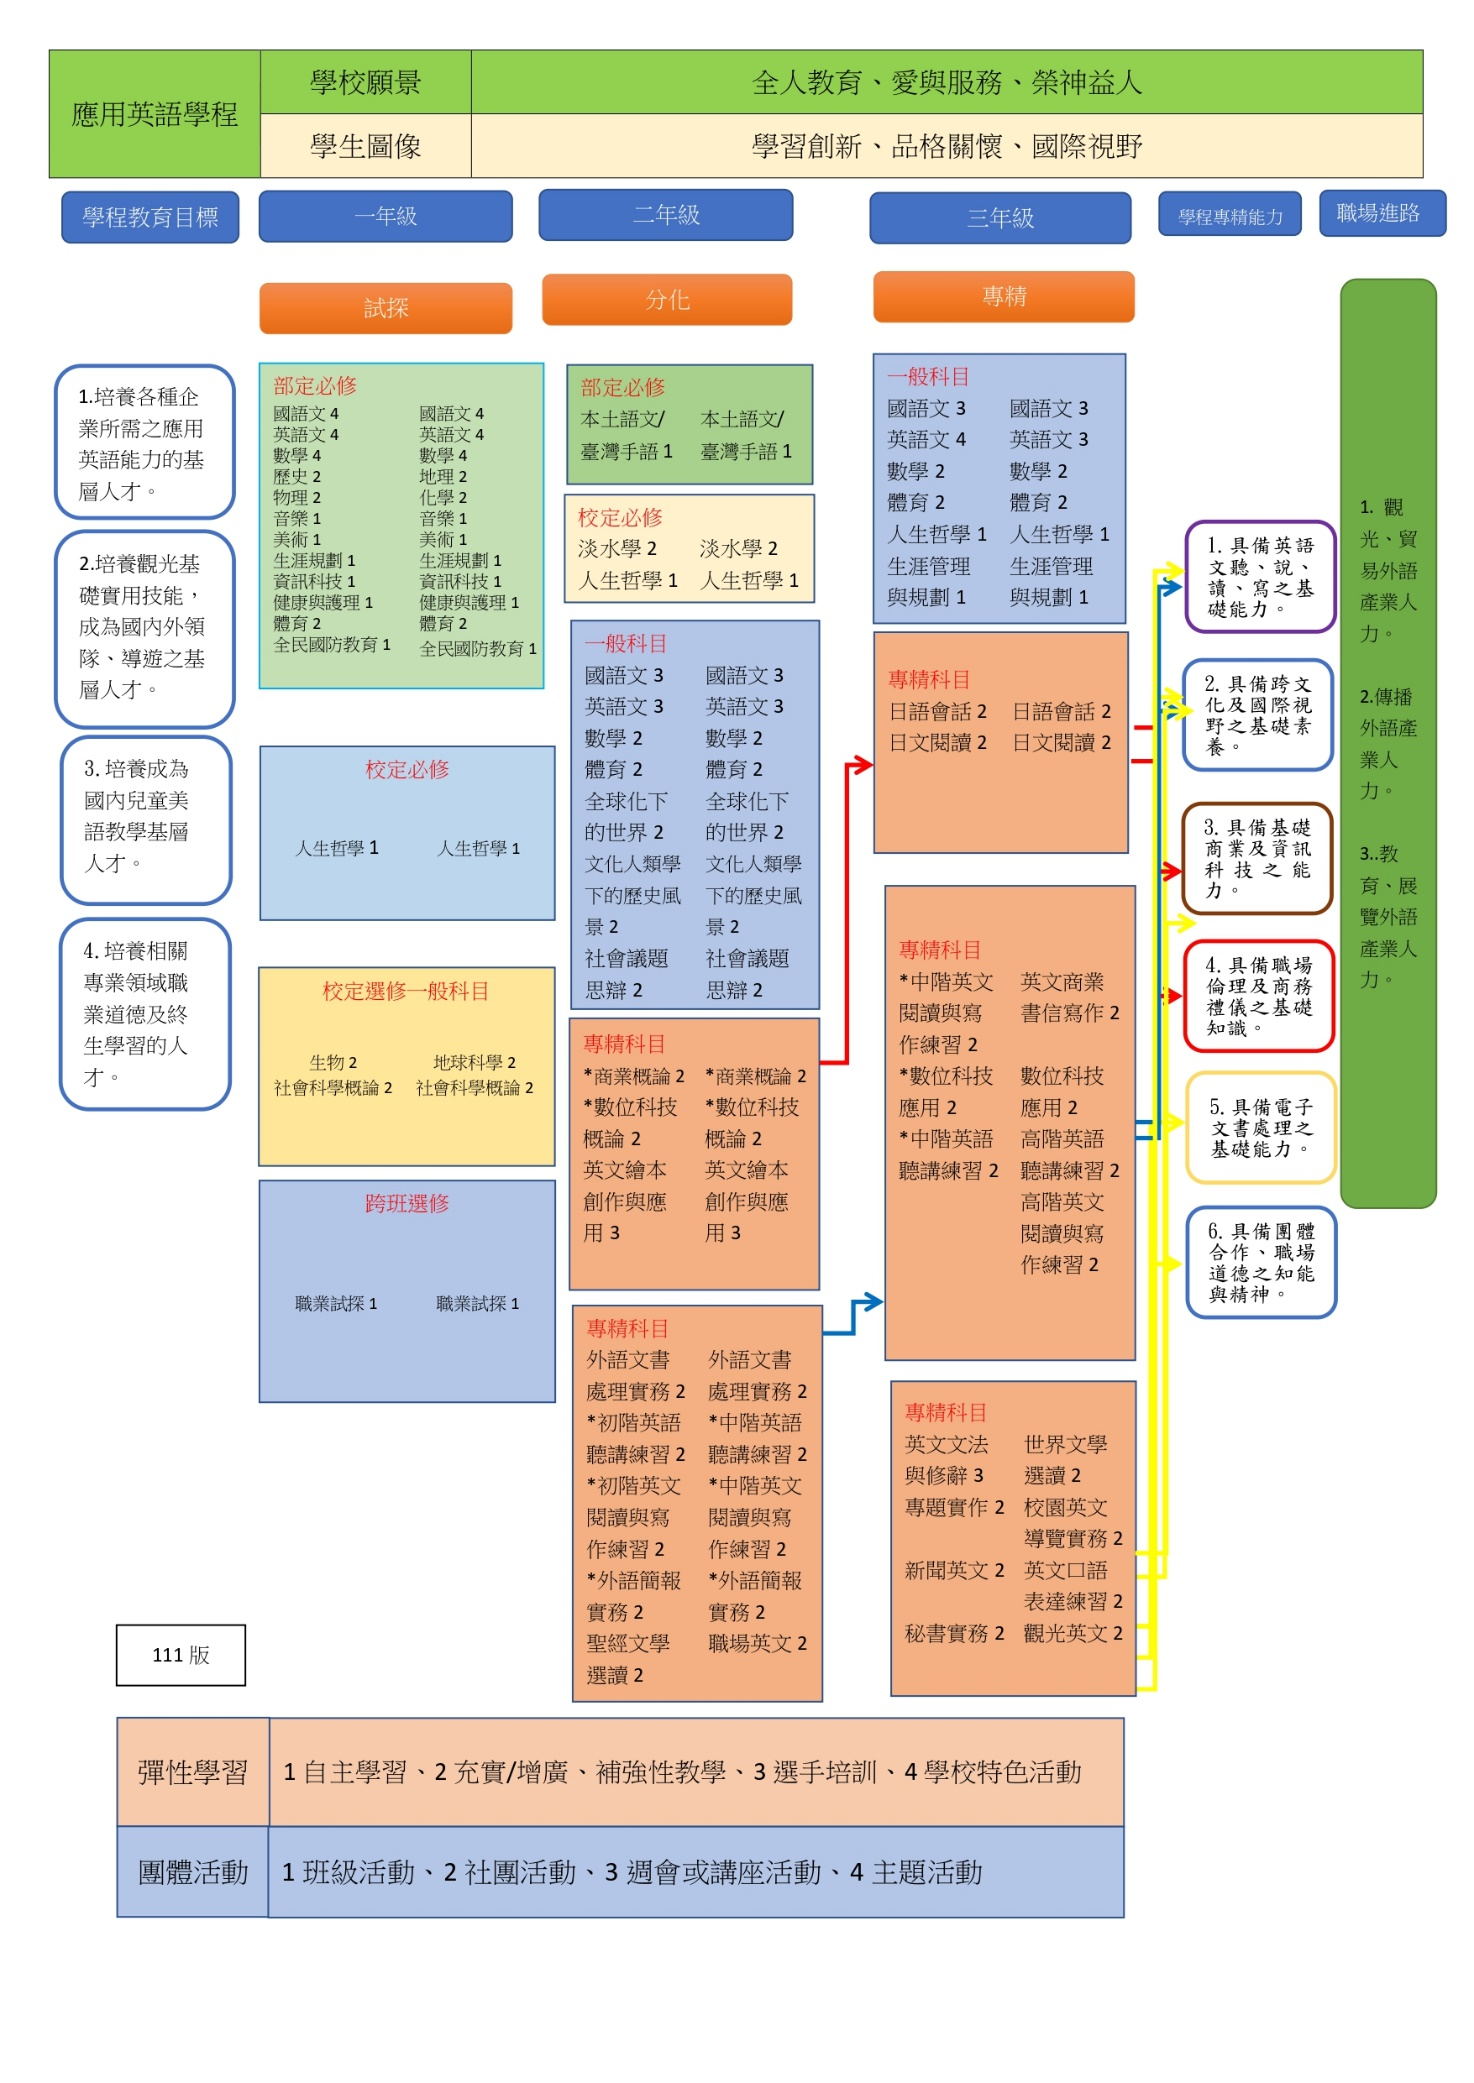 應用英語學程
學校願景
全人教育、愛與服務、榮神益人
學生圖像
學習創新、品格關懷、國際視野
學程教育目標
一年級
二年級
三年級
學程專精能力
職場進路
試探
分化
專精
1.培養各種企
業所需之應用
英語能力的基
層人才。
2.培養觀光基
礎實用技能，
成為國內外領
隊、導遊之基
層人才。
3. 培養成為
國內兒童美
語教學基層
人才。
4. 培養相關
專業領域職
業道德及終
生學習的人
才。
部定必修
國語文 4 國語文 4
英語文 4 英語文 4
數學 4 數學 4
歷史 2 地理 2
物理 2 化學 2
音樂 1 音樂 1
美術 1 美術 1
生涯規劃 1 生涯規劃 1
資訊科技 1 資訊科技 1
健康與護理 1 健康與護理 1
體育 2 體育 2
全民國防教育 1 全民國防教育 1
校定必修
人生哲學 1 人生哲學 1
校定選修一般科目
生物 2 地球科學 2
社會科學概論 2 社會科學概論 2
跨班選修
職業試探 1 職業試探 1
部定必修
本土語文/ 本土語文/
臺灣手語 1 臺灣手語 1
校定必修
淡水學 2 淡水學 2
人生哲學 1 人生哲學 1
一般科目
國語文 3 國語文 3
英語文 3 英語文 3
數學 2 數學 2
體育 2 體育 2
全球化下 全球化下
的世界 2 的世界 2
文化人類學 文化人類學
下的歷史風 下的歷史風
景 2 景 2
社會議題 社會議題
思辯 2 思辯 2
專精科目
*商業概論 2 *商業概論 2
*數位科技 *數位科技
概論 2 概論 2
英文繪本 英文繪本
創作與應 創作與應
用 3 用 3
專精科目
外語文書 外語文書
處理實務 2 處理實務 2
*初階英語 *中階英語
聽講練習 2 聽講練習 2
*初階英文 *中階英文
閱讀與寫 閱讀與寫
作練習 2 作練習 2
*外語簡報 *外語簡報
實務 2 實務 2
聖經文學 職場英文 2
選讀 2
一般科目
國語文 3 國語文 3
英語文 4 英語文 3
數學 2 數學 2
體育 2 體育 2
人生哲學 1 人生哲學 1
生涯管理 生涯管理
與規劃 1 與規劃 1
專精科目
日語會話 2 日語會話 2
日文閱讀 2 日文閱讀 2
專精科目
*中階英文 英文商業
閱讀與寫 書信寫作 2
作練習 2
*數位科技 數位科技
應用 2 應用 2
*中階英語 高階英語
聽講練習 2 聽講練習 2
高階英文
閱讀與寫
作練習 2
專精科目
英文文法 世界文學
與修辭 3 選讀 2
專題實作 2 校園英文
導覽實務 2
新聞英文 2 英文口語
表達練習 2
秘書實務 2 觀光英文 2
1. 具備英語
文聽、說、
讀、寫之基
礎能力。
2. 具備跨文
化及國際視
野之基礎素
養。
3. 具備基礎
商業及資訊
科技之能
力。
4. 具備職場
倫理及商務
禮儀之基礎
知識。
5. 具備電子
文書處理之
基礎能力。
6. 具備團體
合作、職場
道德之知能
與精神。
1. 觀
光、貿
易外語
產業人
力。
2.傳播
外語產
業人
力。
3..教
育、展
覽外語
產業人
力。
111 版
彈性學習
1 自主學習、2 充實/增廣、補強性教學、3 選手培訓、4 學校特色活動
團體活動
1 班級活動、2 社團活動、3 週會或講座活動、4 主題活動